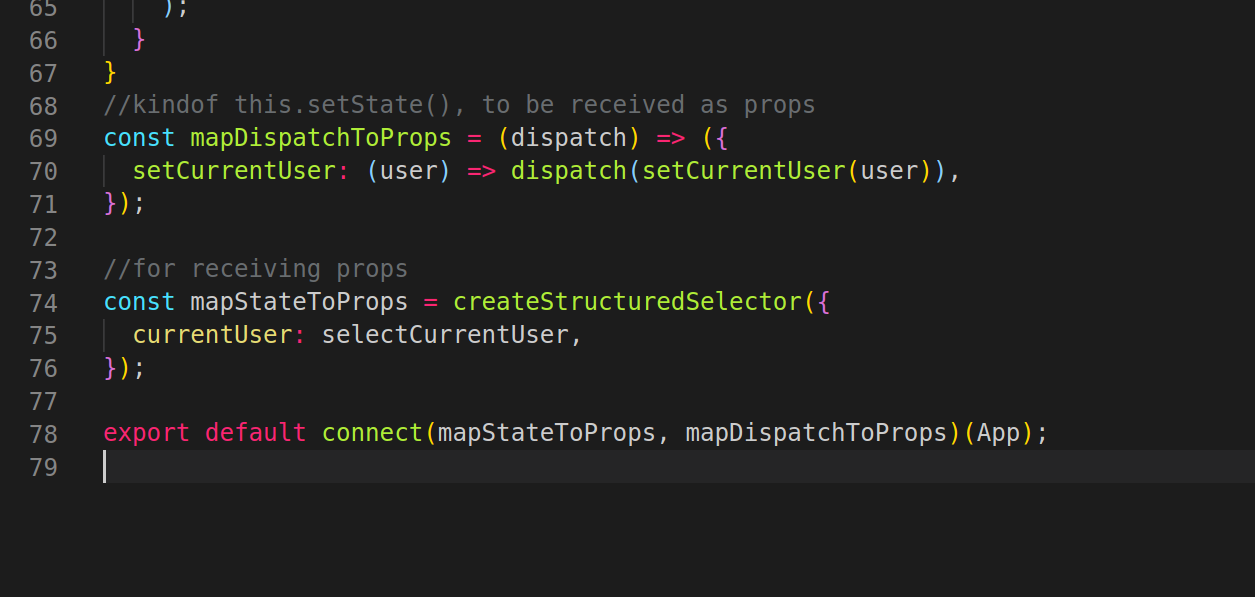 65 );
66 }
67 }
68 //kindof this.setState(), to be received as props
69 const mapDispatchToProps = (dispatch) => ({
70 setCurrentUser: (user) => dispatch(setCurrentUser(user)),
71 });
72
73 //for receiving props
74 const mapStateToProps = createStructuredSelector({
75 currentUser: selectCurrentUser,
76 });
77
78 export default connect(mapStateToProps, mapDispatchToProps)(App);
79